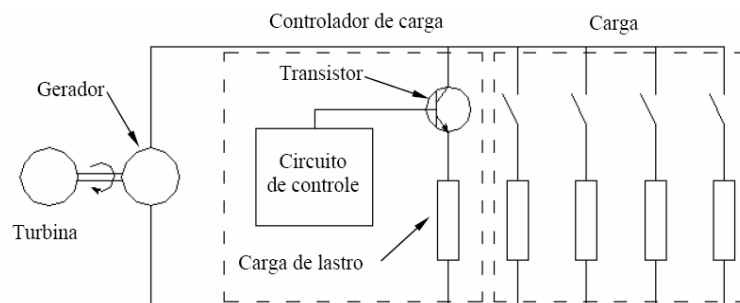 Controlador de carga
Carga
Transistor
Gerador
Circuito
de controle
Turbina
Carga de lastro